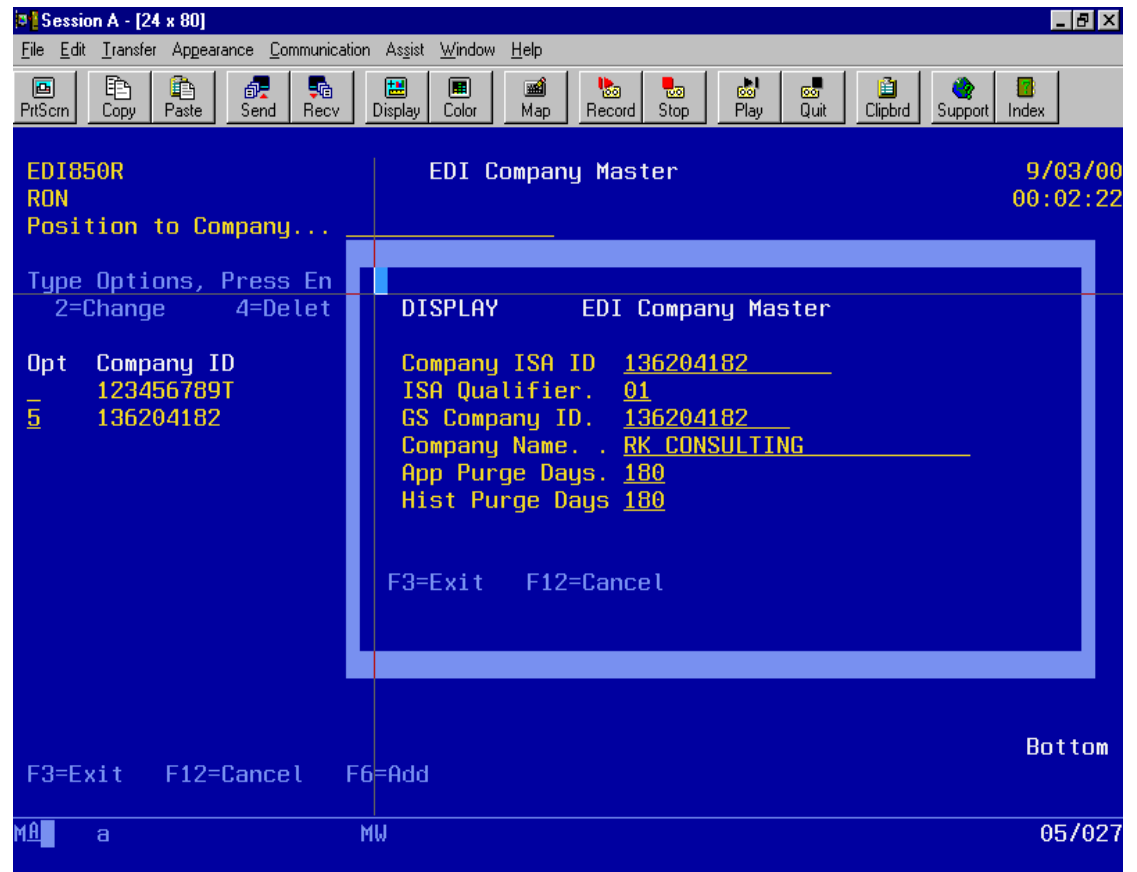 Session A - [24 x 80]
File Edit Transfer Appearance Communication Assist Window Help
PrtScrn Copy Paste Send Recv Display Color Map Record Stop Play Quit Clipbrd Support Index
EDI850R EDI Company Master 9/03/00
RON 00:02:22
Position to Company...
Type Options, Press En
2=Change 4=Delet
DISPLAY EDI Company Master
Opt Company ID
123456789T
5 136204182
Company ISA ID 136204182
ISA Qualifier. 01
GS Company ID. 136204182
Company Name. . RK CONSULTING
App Purge Days. 180
Hist Purge Days 180
F3=Exit F12=Cancel
Bottom
F3=Exit F12=Cancel F6=Add
MA a MW 05/027